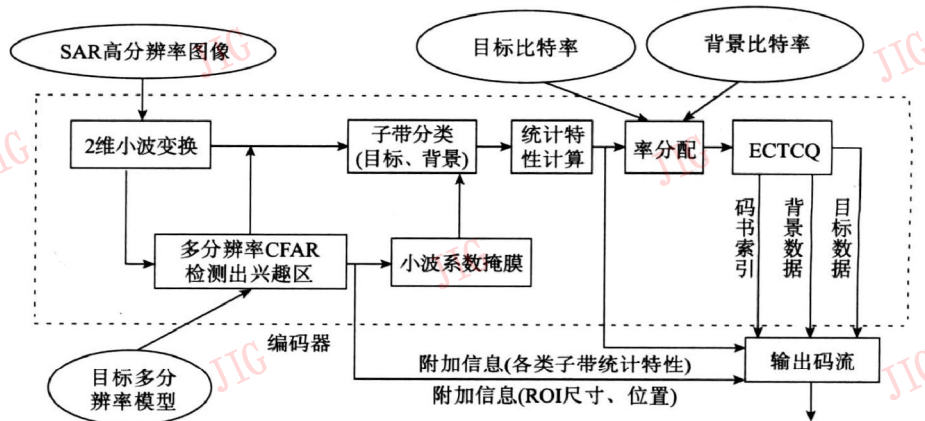 SAR高分辨率图像
目标比特率
背景比特率
2维小波变换
子带分类
(目标、背景)
统计特
性计算
率分配
ECTCQ
多分辨率CFAR
检测出兴趣区
小波系数掩膜
码书索引
背景数据
目标数据
编码器
目标多分
辨率模型
附加信息(各类子带统计特性)
附加信息(ROI尺寸、位置)
输出码流
JIG
JIG
JIG
JIG
JIG
JIG
JIG